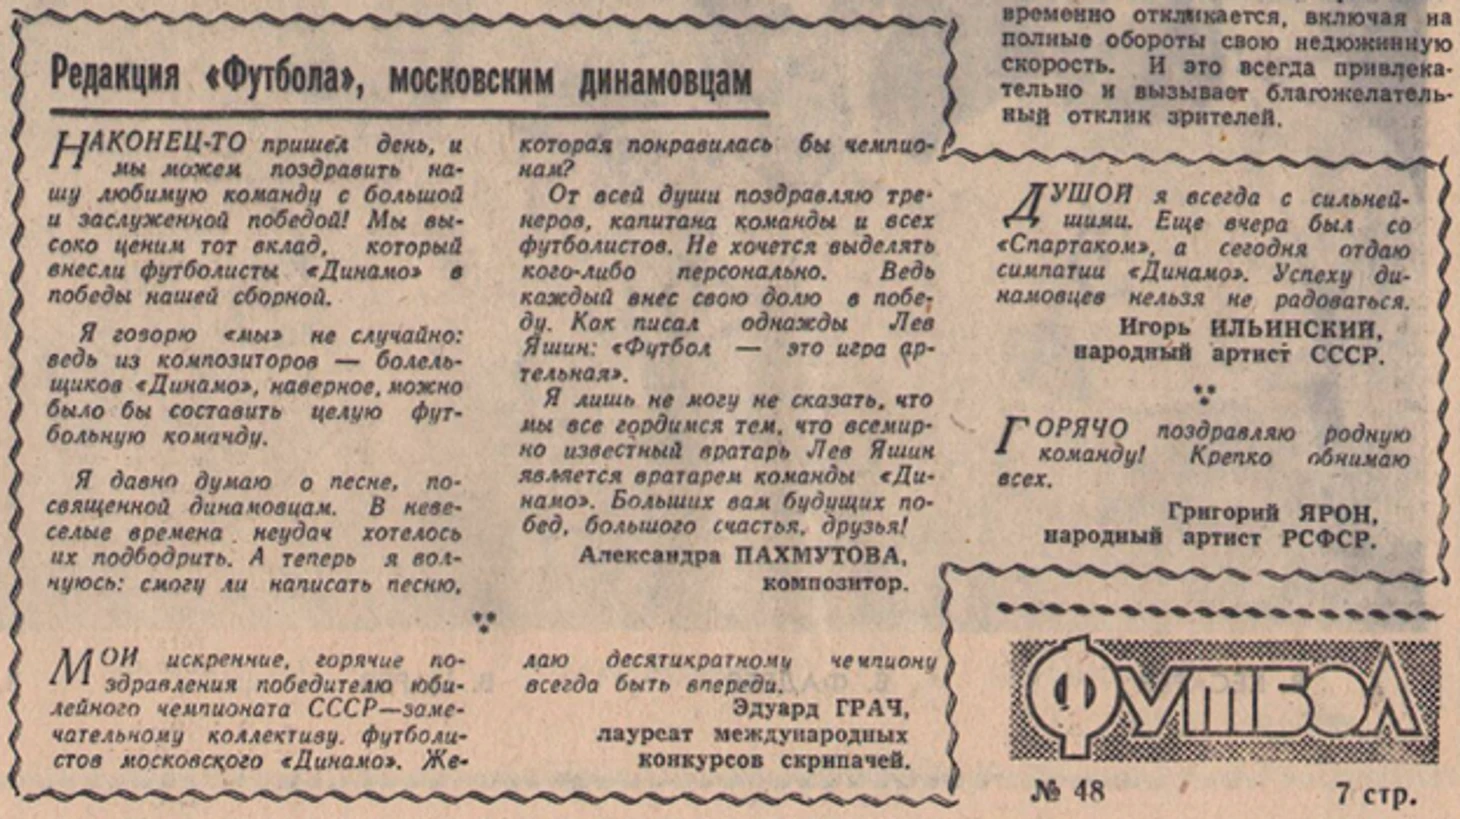 Редакция «Футбола», московским динамовцам
НАКОНЕЦ-ТО пришел день, и
мы можем поздравить на-
шу любимую команду с большой
и заслуженной победой! Мы вы-
соко ценим тот вклад, который
внесли футболисты «Динамо» в
победы нашей сборной.
Я говорю «мы» не случайно:
ведь из композиторов — болель-
щиков «Динамо», наверное, можно
было бы составить целую фут-
больную команду.
Я давно думаю о песне, по-
священной динамовцам. В неве-
селые времена неудач хотелось
их подбодрить. А теперь я вол-
нуюсь: смогу ли написать песню,
которая понравилась бы чемпио-
нам?
От всей души поздравляю тре-
неров, капитана команды и всех
футболистов. Не хочется выделять
кого-либо персонально. Ведь
каждый внес свою долю в побе-
ду. Как писал однажды Лев
Яшин: «Футбол — это игра ар-
тельная».
Я лишь не могу не сказать, что
мы все гордимся тем, что всемир-
но известный вратарь Лев Яшин
является вратарем команды «Ди-
намо». Больших вам будущих по-
бед, большого счастья, друзья!
Александра ПАХМУТОВА,
композитор.
МОИ искренние, горячие по-
здравления победителю юби-
лейного чемпионата СССР—заме-
чательному коллективу футболи-
стов московского «Динамо». Же-
лаю десятикратному чемпиону
всегда быть впереди.
Эдуард ГРАЧ,
лауреат международных
конкурсов скрипачей.
временно откликается, включая на
полные обороты свою недюжинную
скорость. И это всегда привлека-
тельно и вызывает благожелатель-
ный отклик зрителей.
ДУШОЙ я всегда с сильней-
шими. Еще вчера был со
«Спартаком», а сегодня отдаю
симпатии «Динамо». Успеху ди-
намовцев нельзя не радоваться.
Игорь ИЛЬИНСКИЙ,
народный артист СССР.
ГОРЯЧО поздравляю родную
команду! Крепко обнимаю
всех.
Григорий ЯРОН,
народный артист РСФСР.
ФУТБОЛ
№ 48 7 стр.